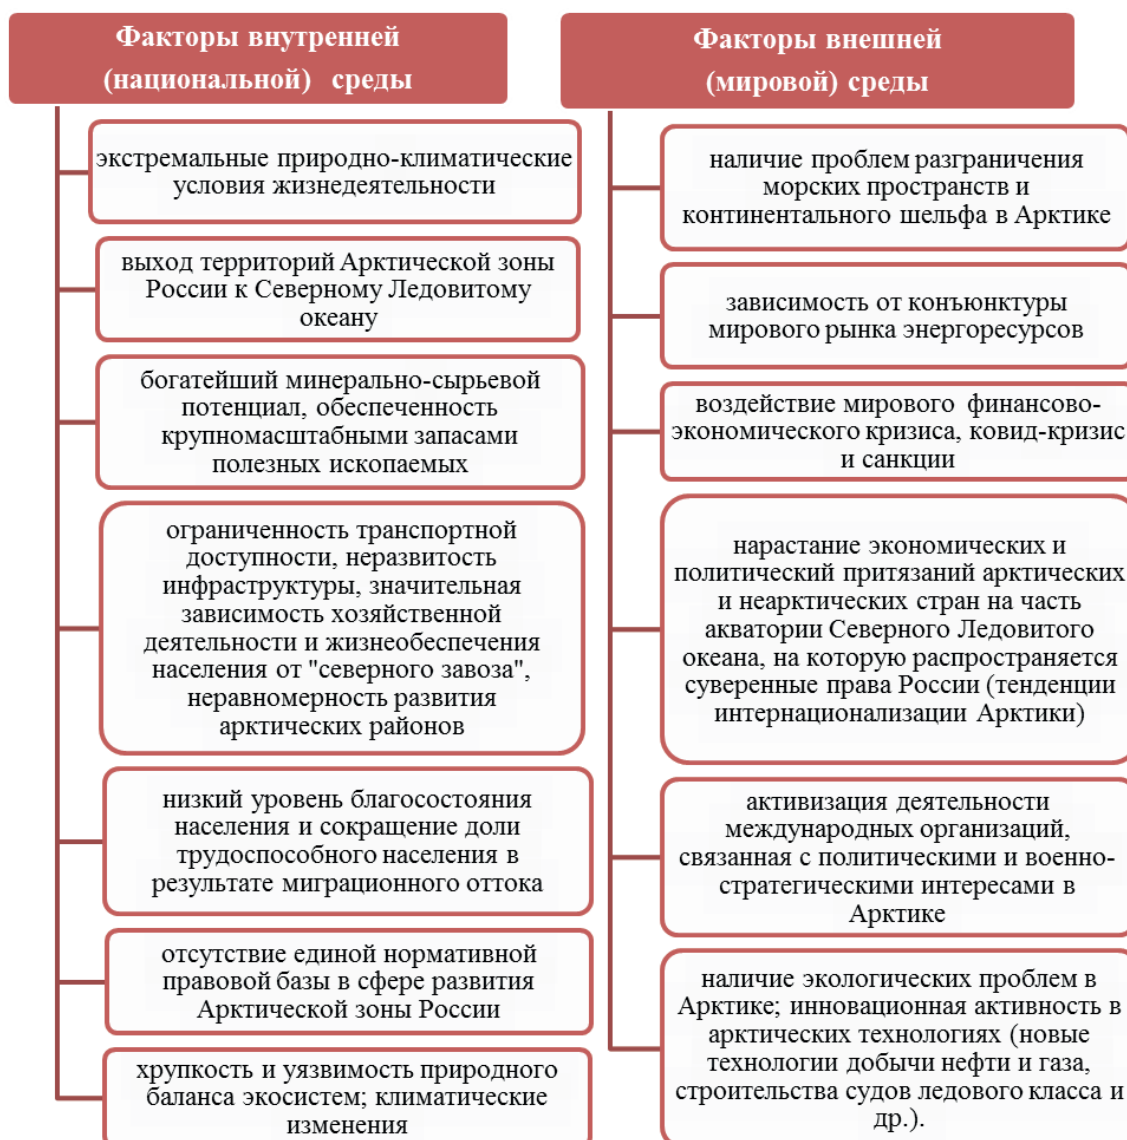 Факторы внутренней
(национальной) среды
экстремальные природно-климатические
условия жизнедеятельности
выход территорий Арктической зоны
России к Северному Ледовитому
океану
богатейший минерально-сырьевой
потенциал, обеспеченность
крупномасштабными запасами
полезных ископаемых
ограниченность транспортной
доступности, неразвитость
инфраструктуры, значительная
зависимость хозяйственной
деятельности и жизнеобеспечения
населения от "северного завоза",
неравномерность развития
арктических районов
низкий уровень благосостояния
населения и сокращение доли
трудоспособного населения в
результате миграционного оттока
отсутствие единой нормативной
правовой базы в сфере развития
Арктической зоны России
хрупкость и уязвимость природного
баланса экосистем; климатические
изменения
Факторы внешней
(мировой) среды
наличие проблем разграничения
морских пространств и
континентального шельфа в Арктике
зависимость от конъюнктуры
мирового рынка энергоресурсов
воздействие мирового финансово-
экономического кризиса, ковид-кризис
и санкции
нарастание экономических и
политический притязаний арктических
и неарктических стран на часть
акватории Северного Ледовитого
океана, на которую распространяется
суверенные права России (тенденции
интернационализации Арктики)
активизация деятельности
международных организаций,
связанная с политическими и военно-
стратегическими интересами в
Арктике
наличие экологических проблем в
Арктике; инновационная активность в
арктических технологиях (новые
технологии добычи нефти и газа,
строительства судов ледового класса и
др.).